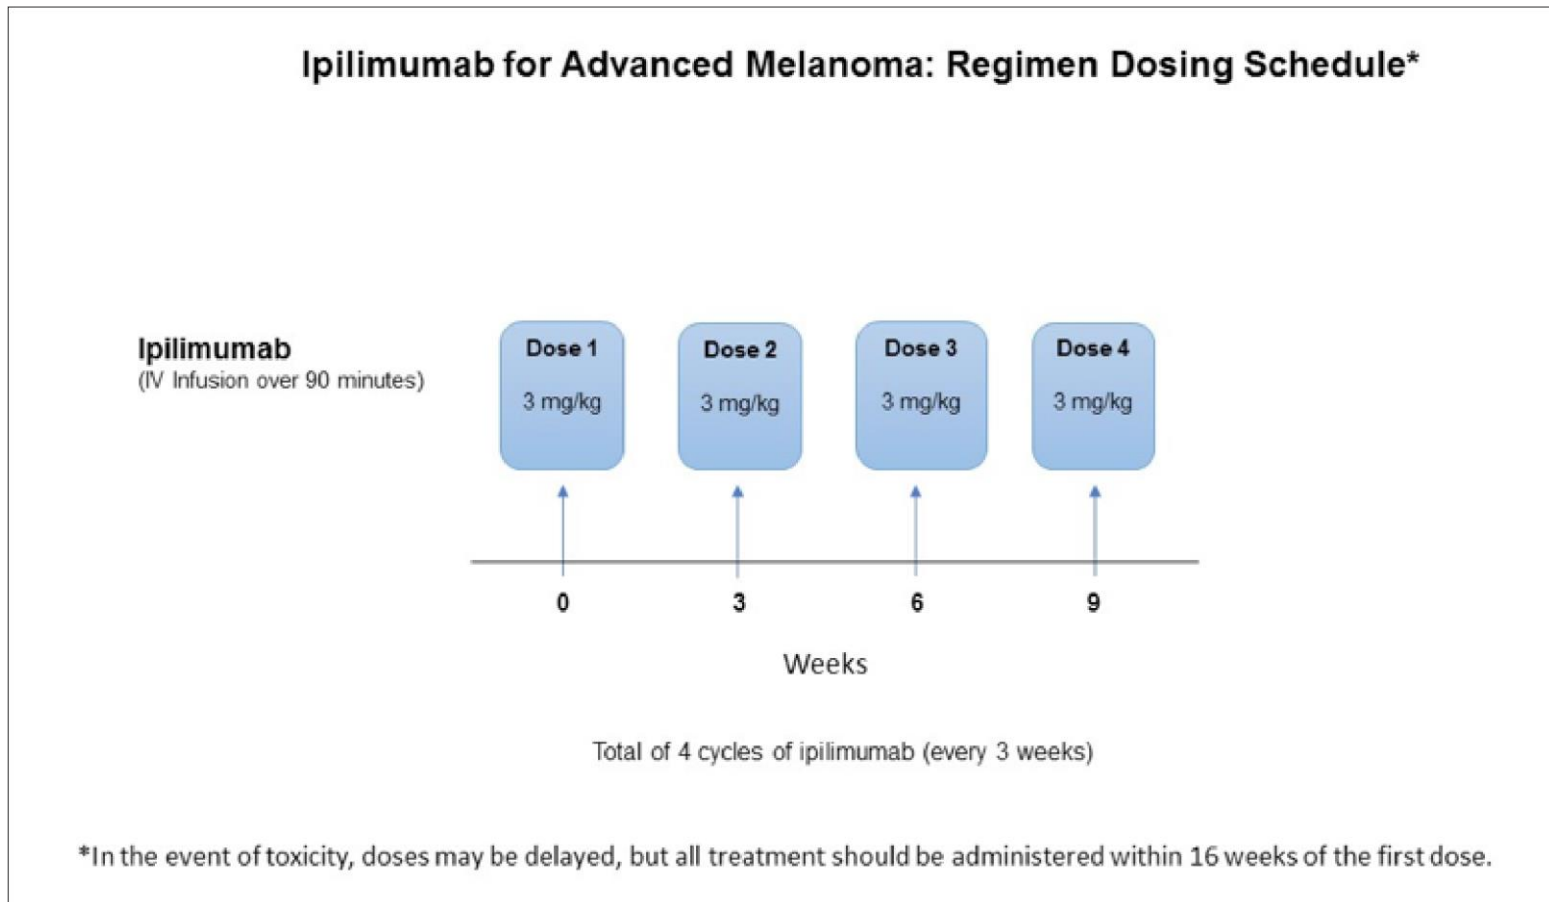 Ipilimumab for Advanced Melanoma: Regimen Dosing Schedule*
Ipilimumab
(IV Infusion over 90 minutes)
Dose 1
3 mg/kg
Dose 2
3 mg/kg
Dose 3
3 mg/kg
Dose 4
3 mg/kg
0 3 6 9
Weeks
Total of 4 cycles of ipilimumab (every 3 weeks)
*In the event of toxicity, doses may be delayed, but all treatment should be administered within 16 weeks of the first dose.